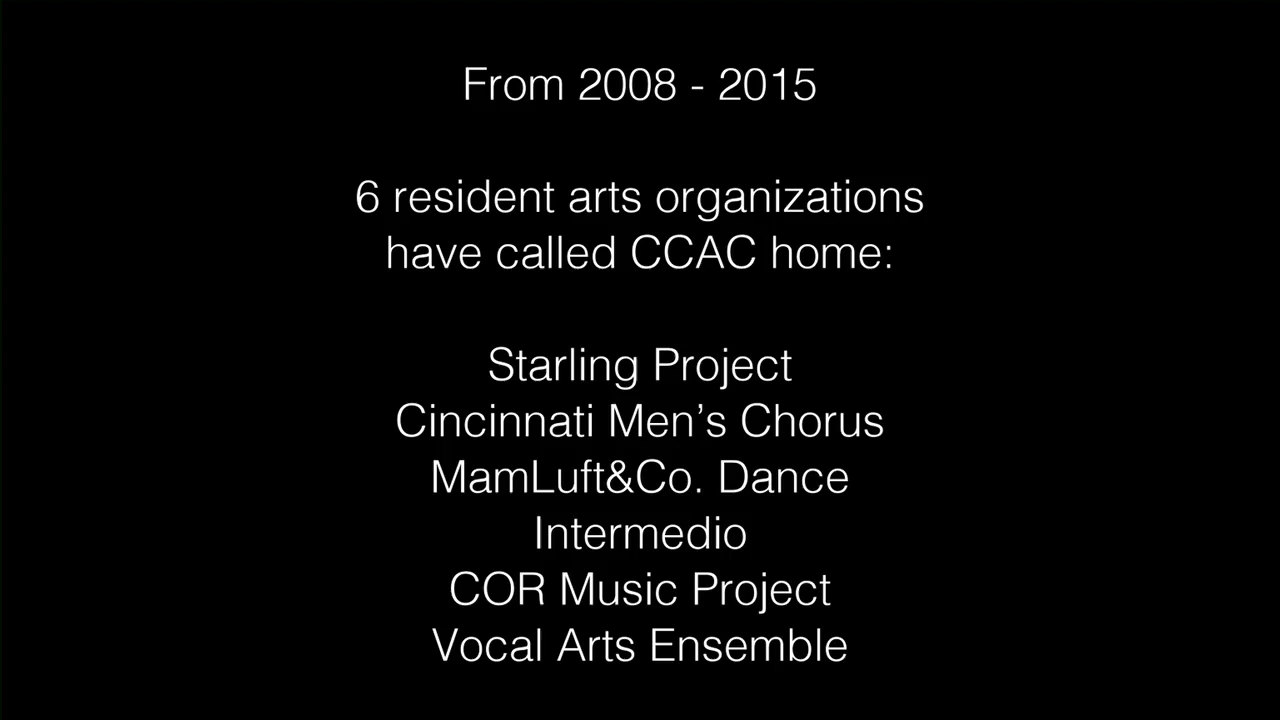 From 2008 - 2015
6 resident arts organizations
have called CCAC home:
Starling Project
Cincinnati Men’s Chorus
MamLuft&Co. Dance
Intermedio
COR Music Project
Vocal Arts Ensemble